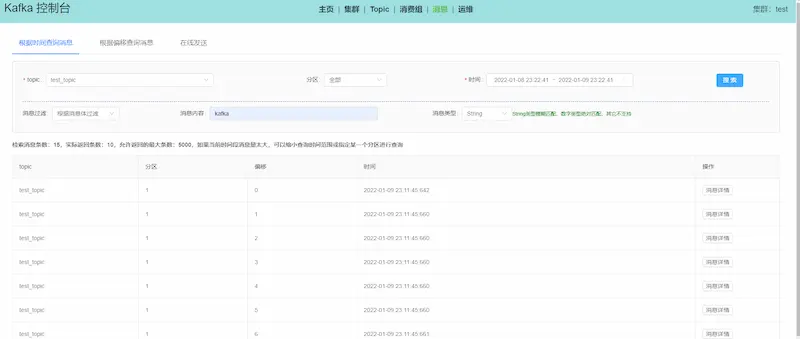 Kafka 控制台 主页 | 集群 | Topic | 消费组 | 消息 | 运维 集群：test
根据时间查询消息 根据偏移查询消息 在线发送
* topic: test_topic 分区: 全部 * 时间: 2022-01-08 23:22:41 ~ 2022-01-09 23:22:41 搜索
消息过滤: 根据消息体过滤 消息内容: kafka 消息类型: String String类型模糊匹配，数字类型绝对匹配，其它不支持
检索消息条数：15，实际返回条数：10，允许返回的最大条数：5000，如果当前时间段消息量太大，可以缩小查询时间范围或指定某一个分区进行查询
topic 分区 偏移 时间 操作
test_topic 1 0 2022-01-09 23:11:45:642 消息详情
test_topic 1 1 2022-01-09 23:11:45:660 消息详情
test_topic 1 2 2022-01-09 23:11:45:660 消息详情
test_topic 1 3 2022-01-09 23:11:45:660 消息详情
test_topic 1 4 2022-01-09 23:11:45:660 消息详情
test_topic 1 5 2022-01-09 23:11:45:660 消息详情
test_topic 1 6 2022-01-09 23:11:45:661 消息详情